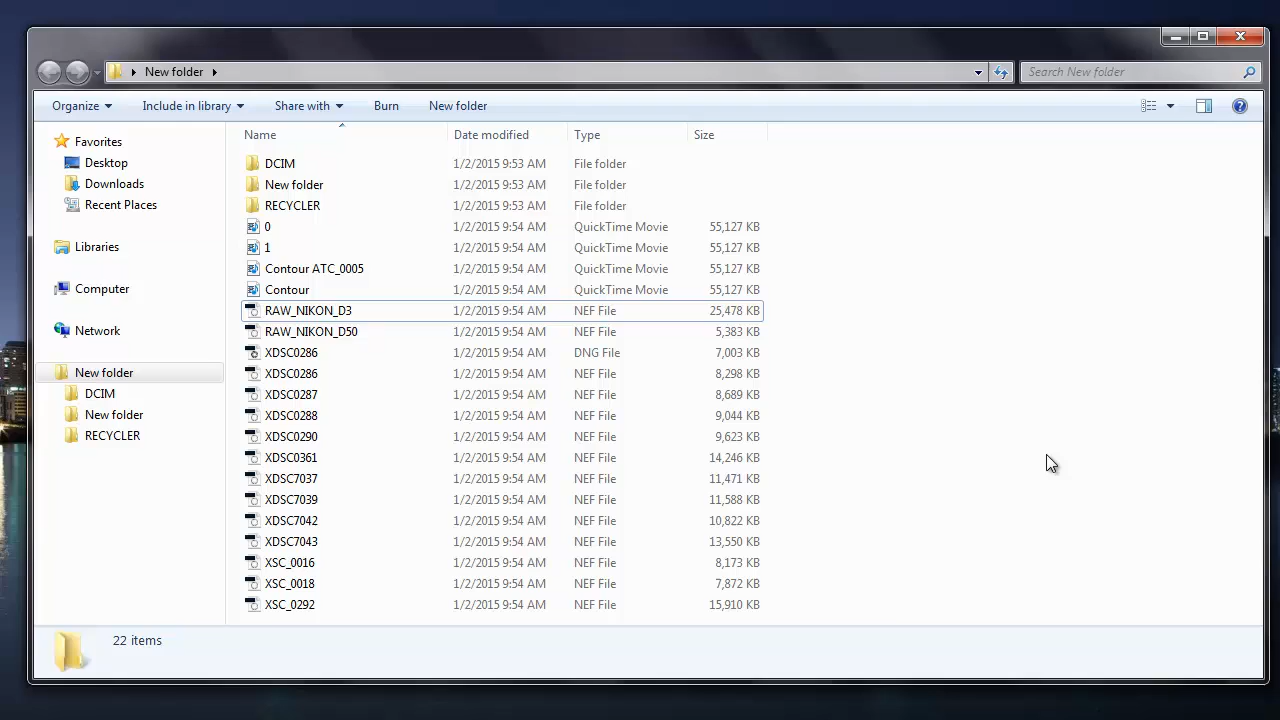 New folder
Search New folder
Organize Include in library Share with Burn New folder
Favorites
Desktop
Downloads
Recent Places
Libraries
Computer
Network
New folder
DCIM
New folder
RECYCLER
Name Date modified Type Size
DCIM 1/2/2015 9:53 AM File folder
New folder 1/2/2015 9:53 AM File folder
RECYCLER 1/2/2015 9:53 AM File folder
0 1/2/2015 9:54 AM QuickTime Movie 55,127 KB
1 1/2/2015 9:54 AM QuickTime Movie 55,127 KB
Contour ATC_0005 1/2/2015 9:54 AM QuickTime Movie 55,127 KB
Contour 1/2/2015 9:54 AM QuickTime Movie 55,127 KB
RAW_NIKON_D3 1/2/2015 9:54 AM NEF File 25,478 KB
RAW_NIKON_D50 1/2/2015 9:54 AM NEF File 5,383 KB
XDSC0286 1/2/2015 9:54 AM DNG File 7,003 KB
XDSC0286 1/2/2015 9:54 AM NEF File 8,298 KB
XDSC0287 1/2/2015 9:54 AM NEF File 8,689 KB
XDSC0288 1/2/2015 9:54 AM NEF File 9,044 KB
XDSC0290 1/2/2015 9:54 AM NEF File 9,623 KB
XDSC0361 1/2/2015 9:54 AM NEF File 14,246 KB
XDSC7037 1/2/2015 9:54 AM NEF File 11,471 KB
XDSC7039 1/2/2015 9:54 AM NEF File 11,588 KB
XDSC7042 1/2/2015 9:54 AM NEF File 10,822 KB
XDSC7043 1/2/2015 9:54 AM NEF File 13,550 KB
XSC_0016 1/2/2015 9:54 AM NEF File 8,173 KB
XSC_0018 1/2/2015 9:54 AM NEF File 7,872 KB
XSC_0292 1/2/2015 9:54 AM NEF File 15,910 KB
22 items